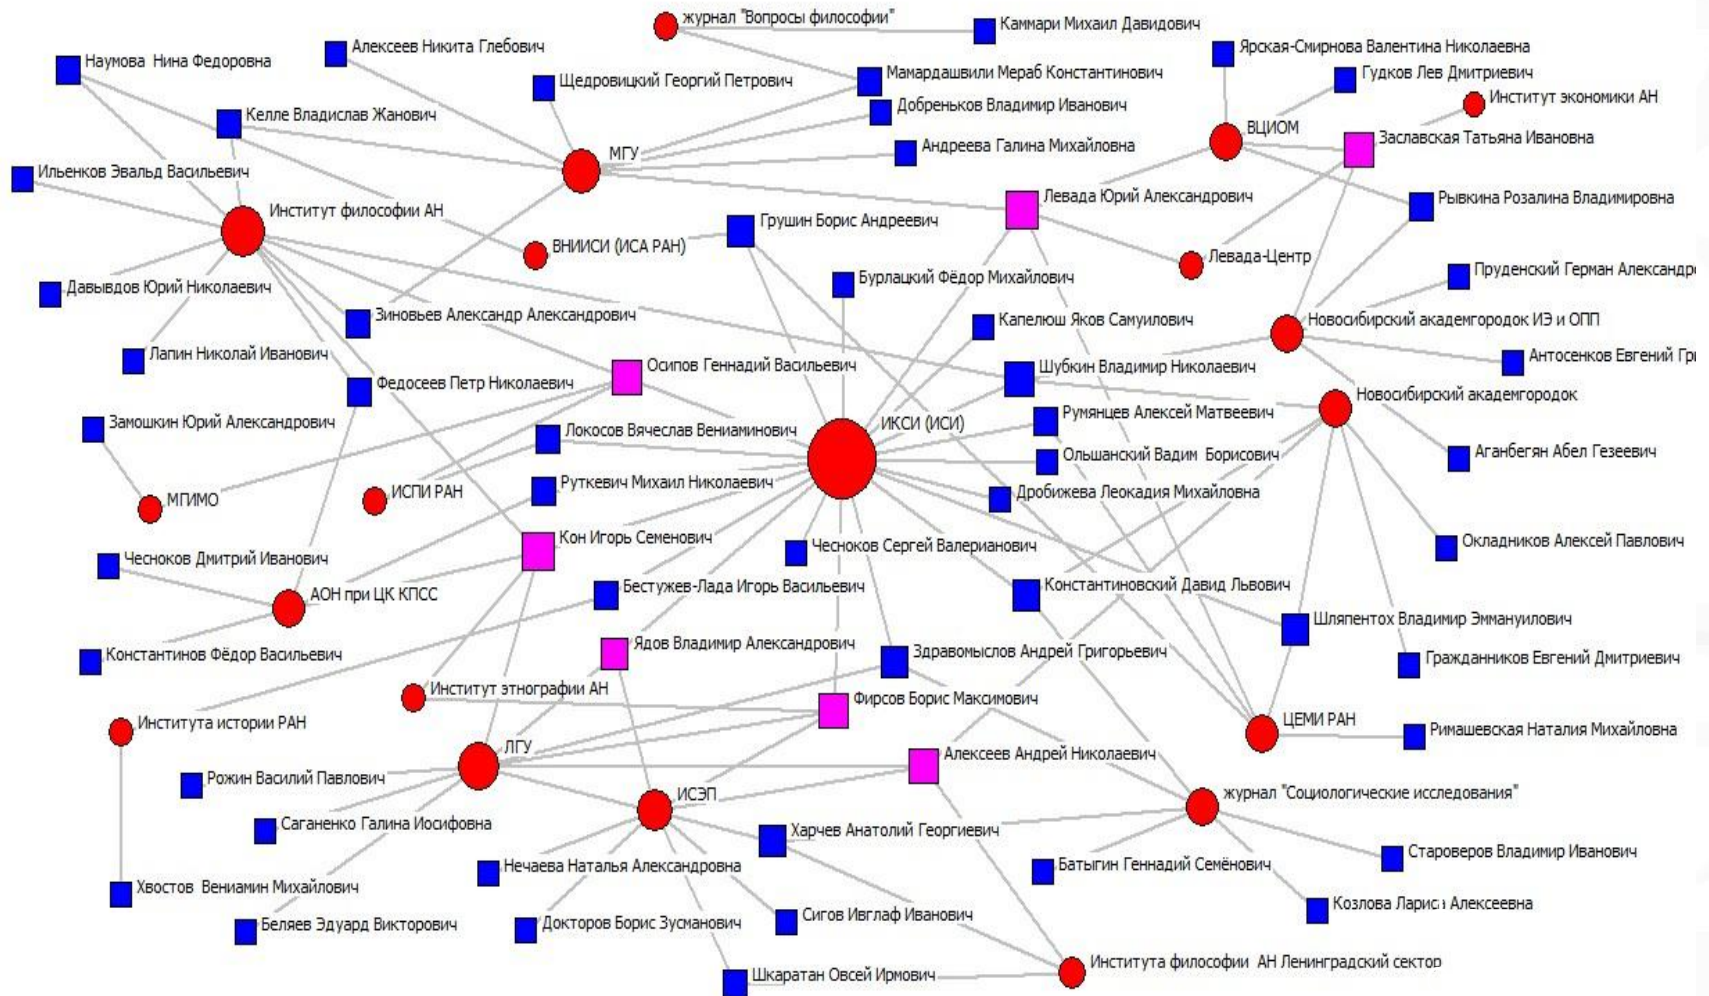 журнал "Вопросы философии"
Каммари Михаил Давидович
Алексеев Никита Глебович
Ярская-Смирнова Валентина Николаевна
Наумова Нина Федоровна
Щедровицкий Георгий Петрович
Мамардашвили Мераб Константинович
Гудков Лев Дмитриевич
Институт экономики АН
Добреньков Владимир Иванович
Келле Владислав Жанович
ВЦИОМ
Заславская Татьяна Ивановна
МГУ
Андреева Галина Михайловна
Ильенков Эвальд Васильевич
Левада Юрий Александрович
Рывкина Розалина Владимировна
Институт философии АН
Грушин Борис Андреевич
ВНИИСИ (ИСА РАН)
Левада-Центр
Бурлацкий Фёдор Михайлович
Пруденский Герман Александр
Давывдов Юрий Николаевич
Зиновьев Александр Александрович
Капелюш Яков Самуилович
Новосибирский академгородок ИЭ и ОПП
Лапин Николай Иванович
Осипов Геннадий Васильевич
Шубкин Владимир Николаевич
Антосенков Евгений Гри
Федосеев Петр Николаевич
Новосибирский академгородок
Замошкин Юрий Александрович
Локосов Вячеслав Вениаминович
ИКСИ (ИСИ)
Румянцев Алексей Матвеевич
Ольшанский Вадим Борисович
Аганбегян Абел Гезеевич
Руткевич Михаил Николаевич
МГИМО
ИСПИ РАН
Дробижева Леокадия Михайловна
Кон Игорь Семенович
Чесноков Сергей Валерианович
Окладников Алексей Павлович
Чесноков Дмитрий Иванович
АОН при ЦК КПСС
Бестужев-Лада Игорь Васильевич
Константиновский Давид Львович
Шляпентох Владимир Эммануилович
Константинов Фёдор Васильевич
Ядов Владимир Александрович
Здравомыслов Андрей Григорьевич
Гражданников Евгений Дмитриевич
Институт этнографии АН
Фирсов Борис Максимович
Института истории РАН
ЦЕМИ РАН
Римашевская Наталия Михайловна
ЛГУ
Алексеев Андрей Николаевич
Рожин Василий Павлович
ИСЭП
журнал "Социологические исследования"
Саганенко Галина Иосифовна
Харчев Анатолий Георгиевич
Староверов Владимир Иванович
Нечаева Наталья Александровна
Батыгин Геннадий Семёнович
Хвостов Вениамин Михайлович
Козлова Лариса Алексеевна
Беляев Эдуард Викторович
Докторов Борис Зусманович
Сигов Ивглаф Иванович
Шкаратан Овсей Ирмович
Института философии АН Ленинградский сектор